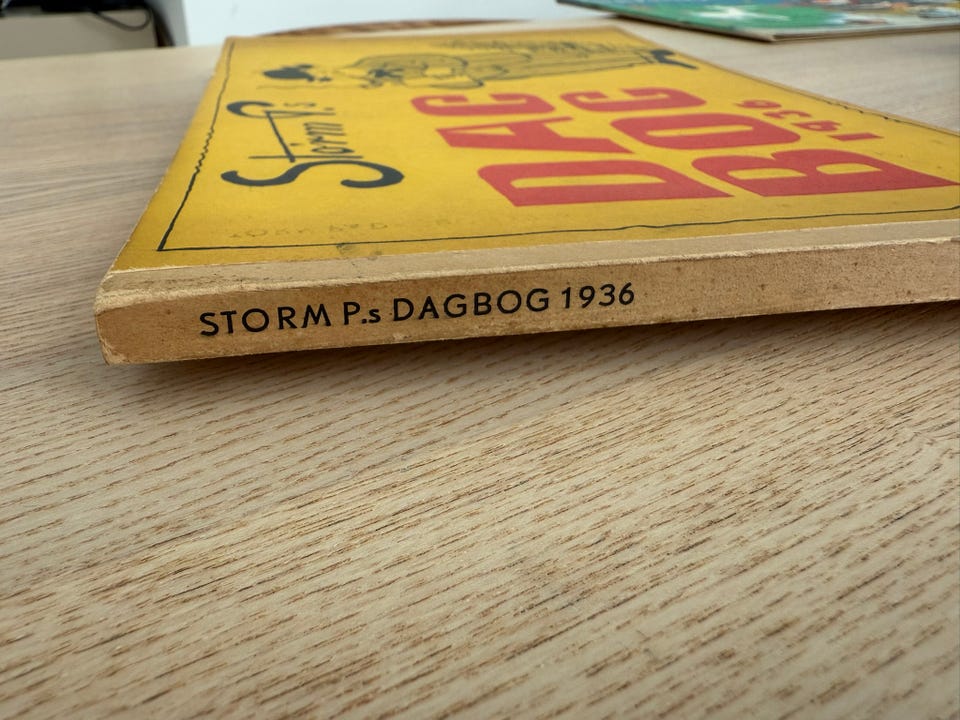 Storm P.s
DAG
BOG
1936
STORM P.s DAGBOG 1936